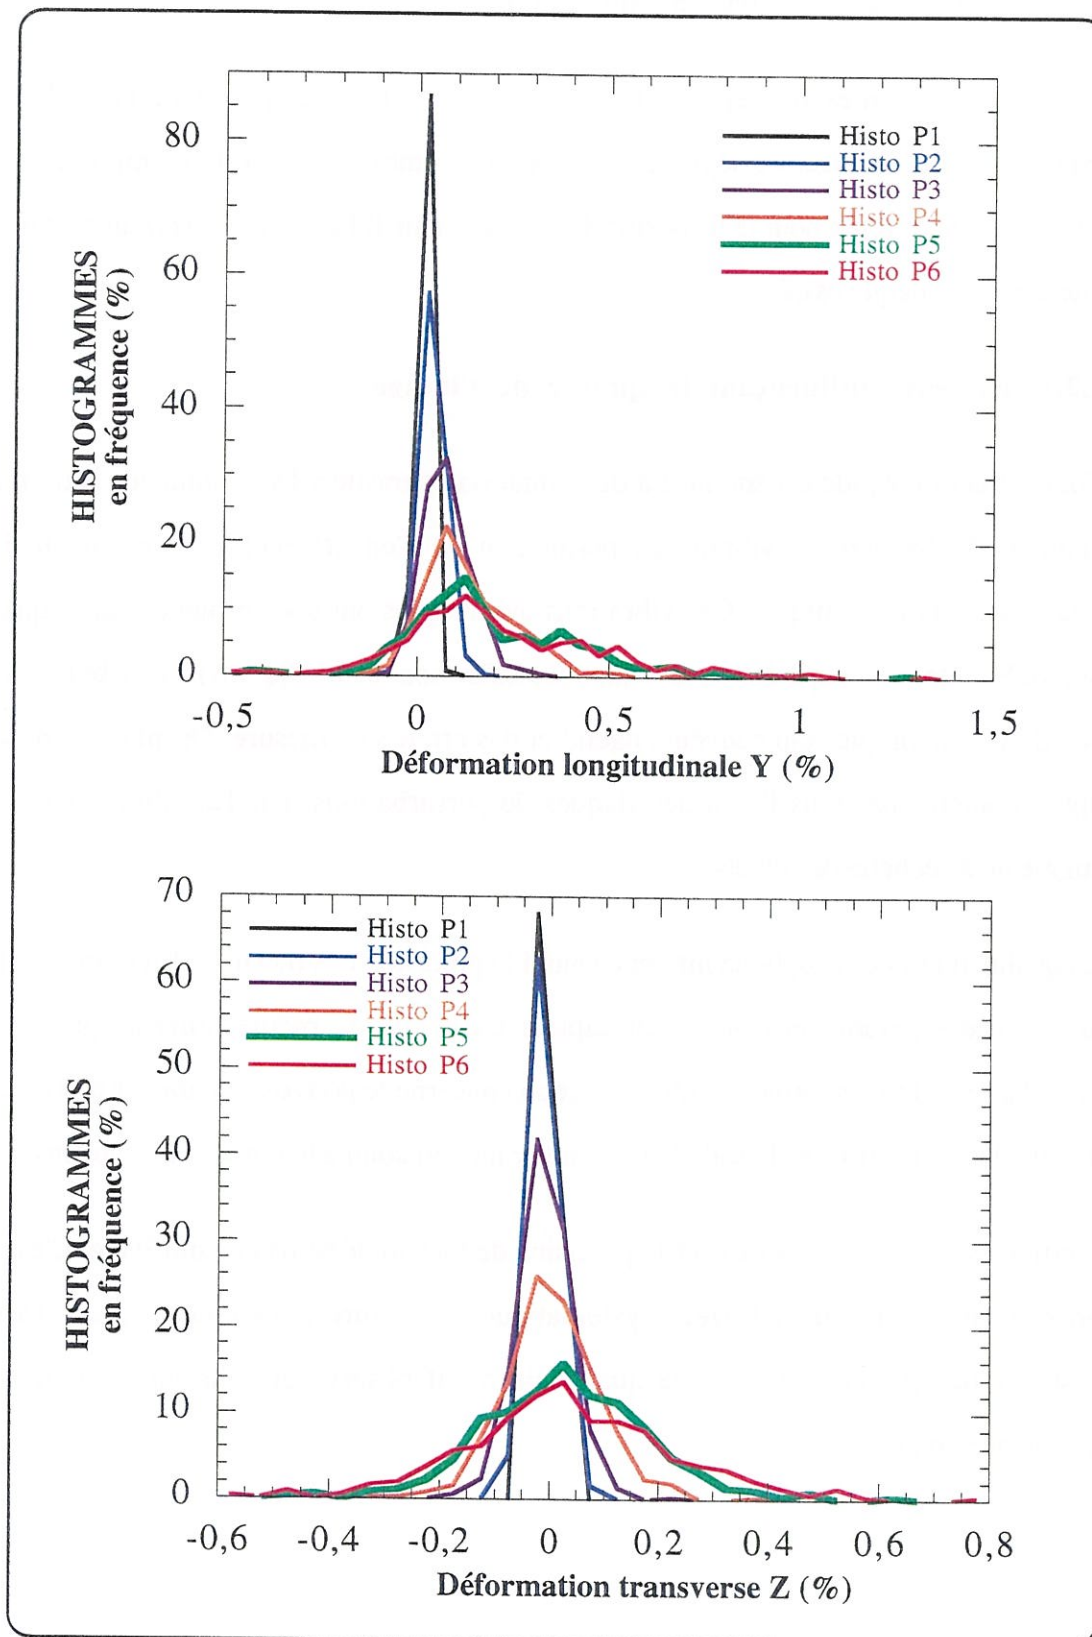 HISTOGRAMMES
en fréquence (%)
80
60
40
20
0
Histo P1
Histo P2
Histo P3
Histo P4
Histo P5
Histo P6
-0,5
0
0,5
1
1,5
Déformation longitudinale Y (%)
HISTOGRAMMES
en fréquence (%)
70
60
50
40
30
20
10
0
Histo P1
Histo P2
Histo P3
Histo P4
Histo P5
Histo P6
-0,6
-0,4
-0,2
0
0,2
0,4
0,6
0,8
Déformation transverse Z (%)